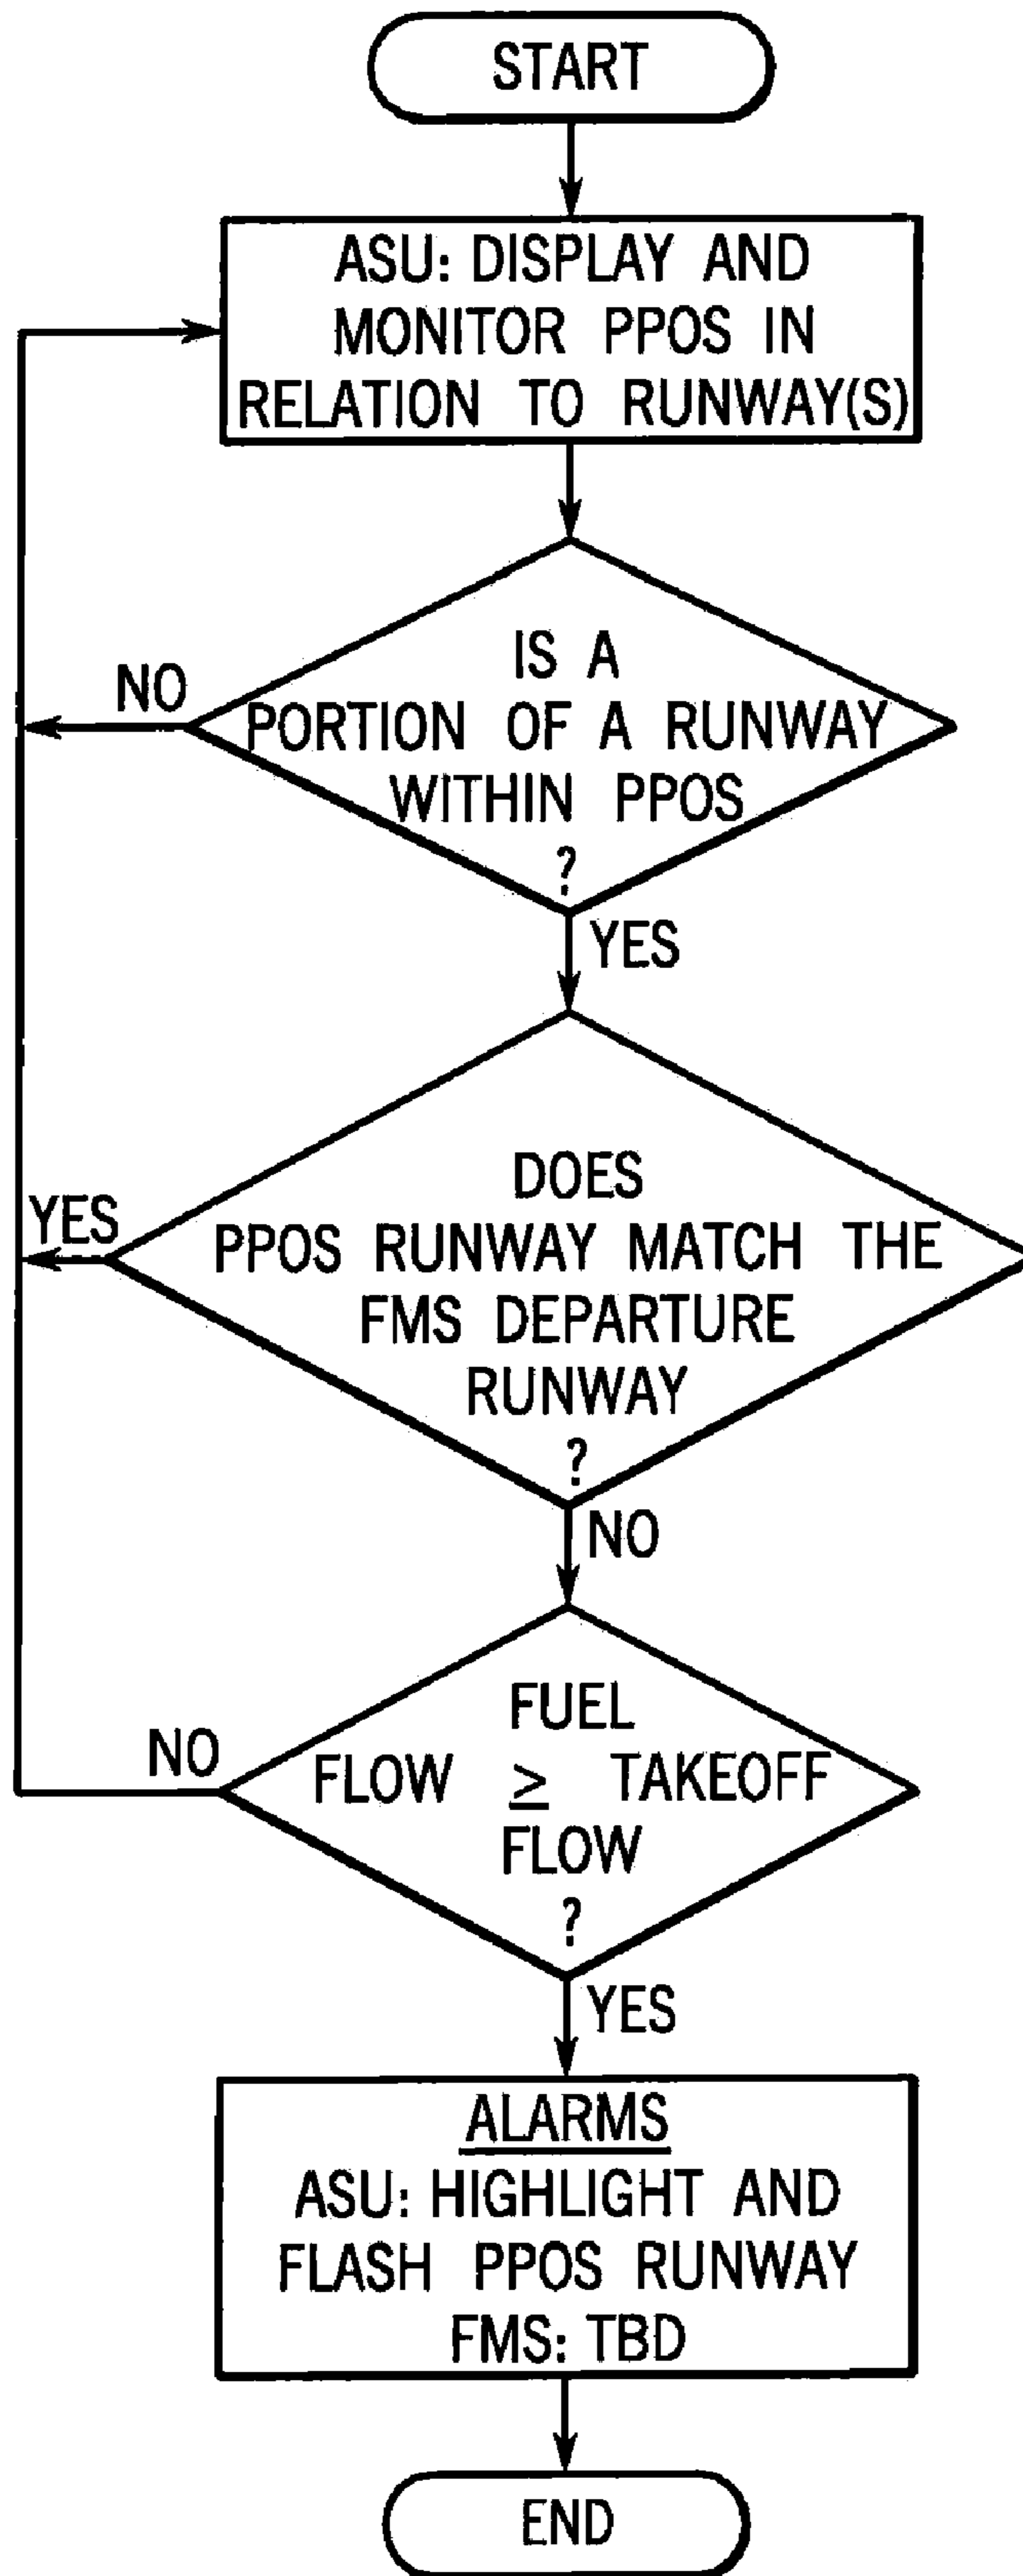 START
ASU: DISPLAY AND
MONITOR PPOS IN
RELATION TO RUNWAY(S)
IS A
PORTION OF A RUNWAY
WITHIN PPOS
?
NO
YES
DOES
PPOS RUNWAY MATCH THE
FMS DEPARTURE
RUNWAY
?
YES
NO
FUEL
FLOW ≥ TAKEOFF
FLOW
?
NO
YES
ALARMS
ASU: HIGHLIGHT AND
FLASH PPOS RUNWAY
FMS: TBD
END